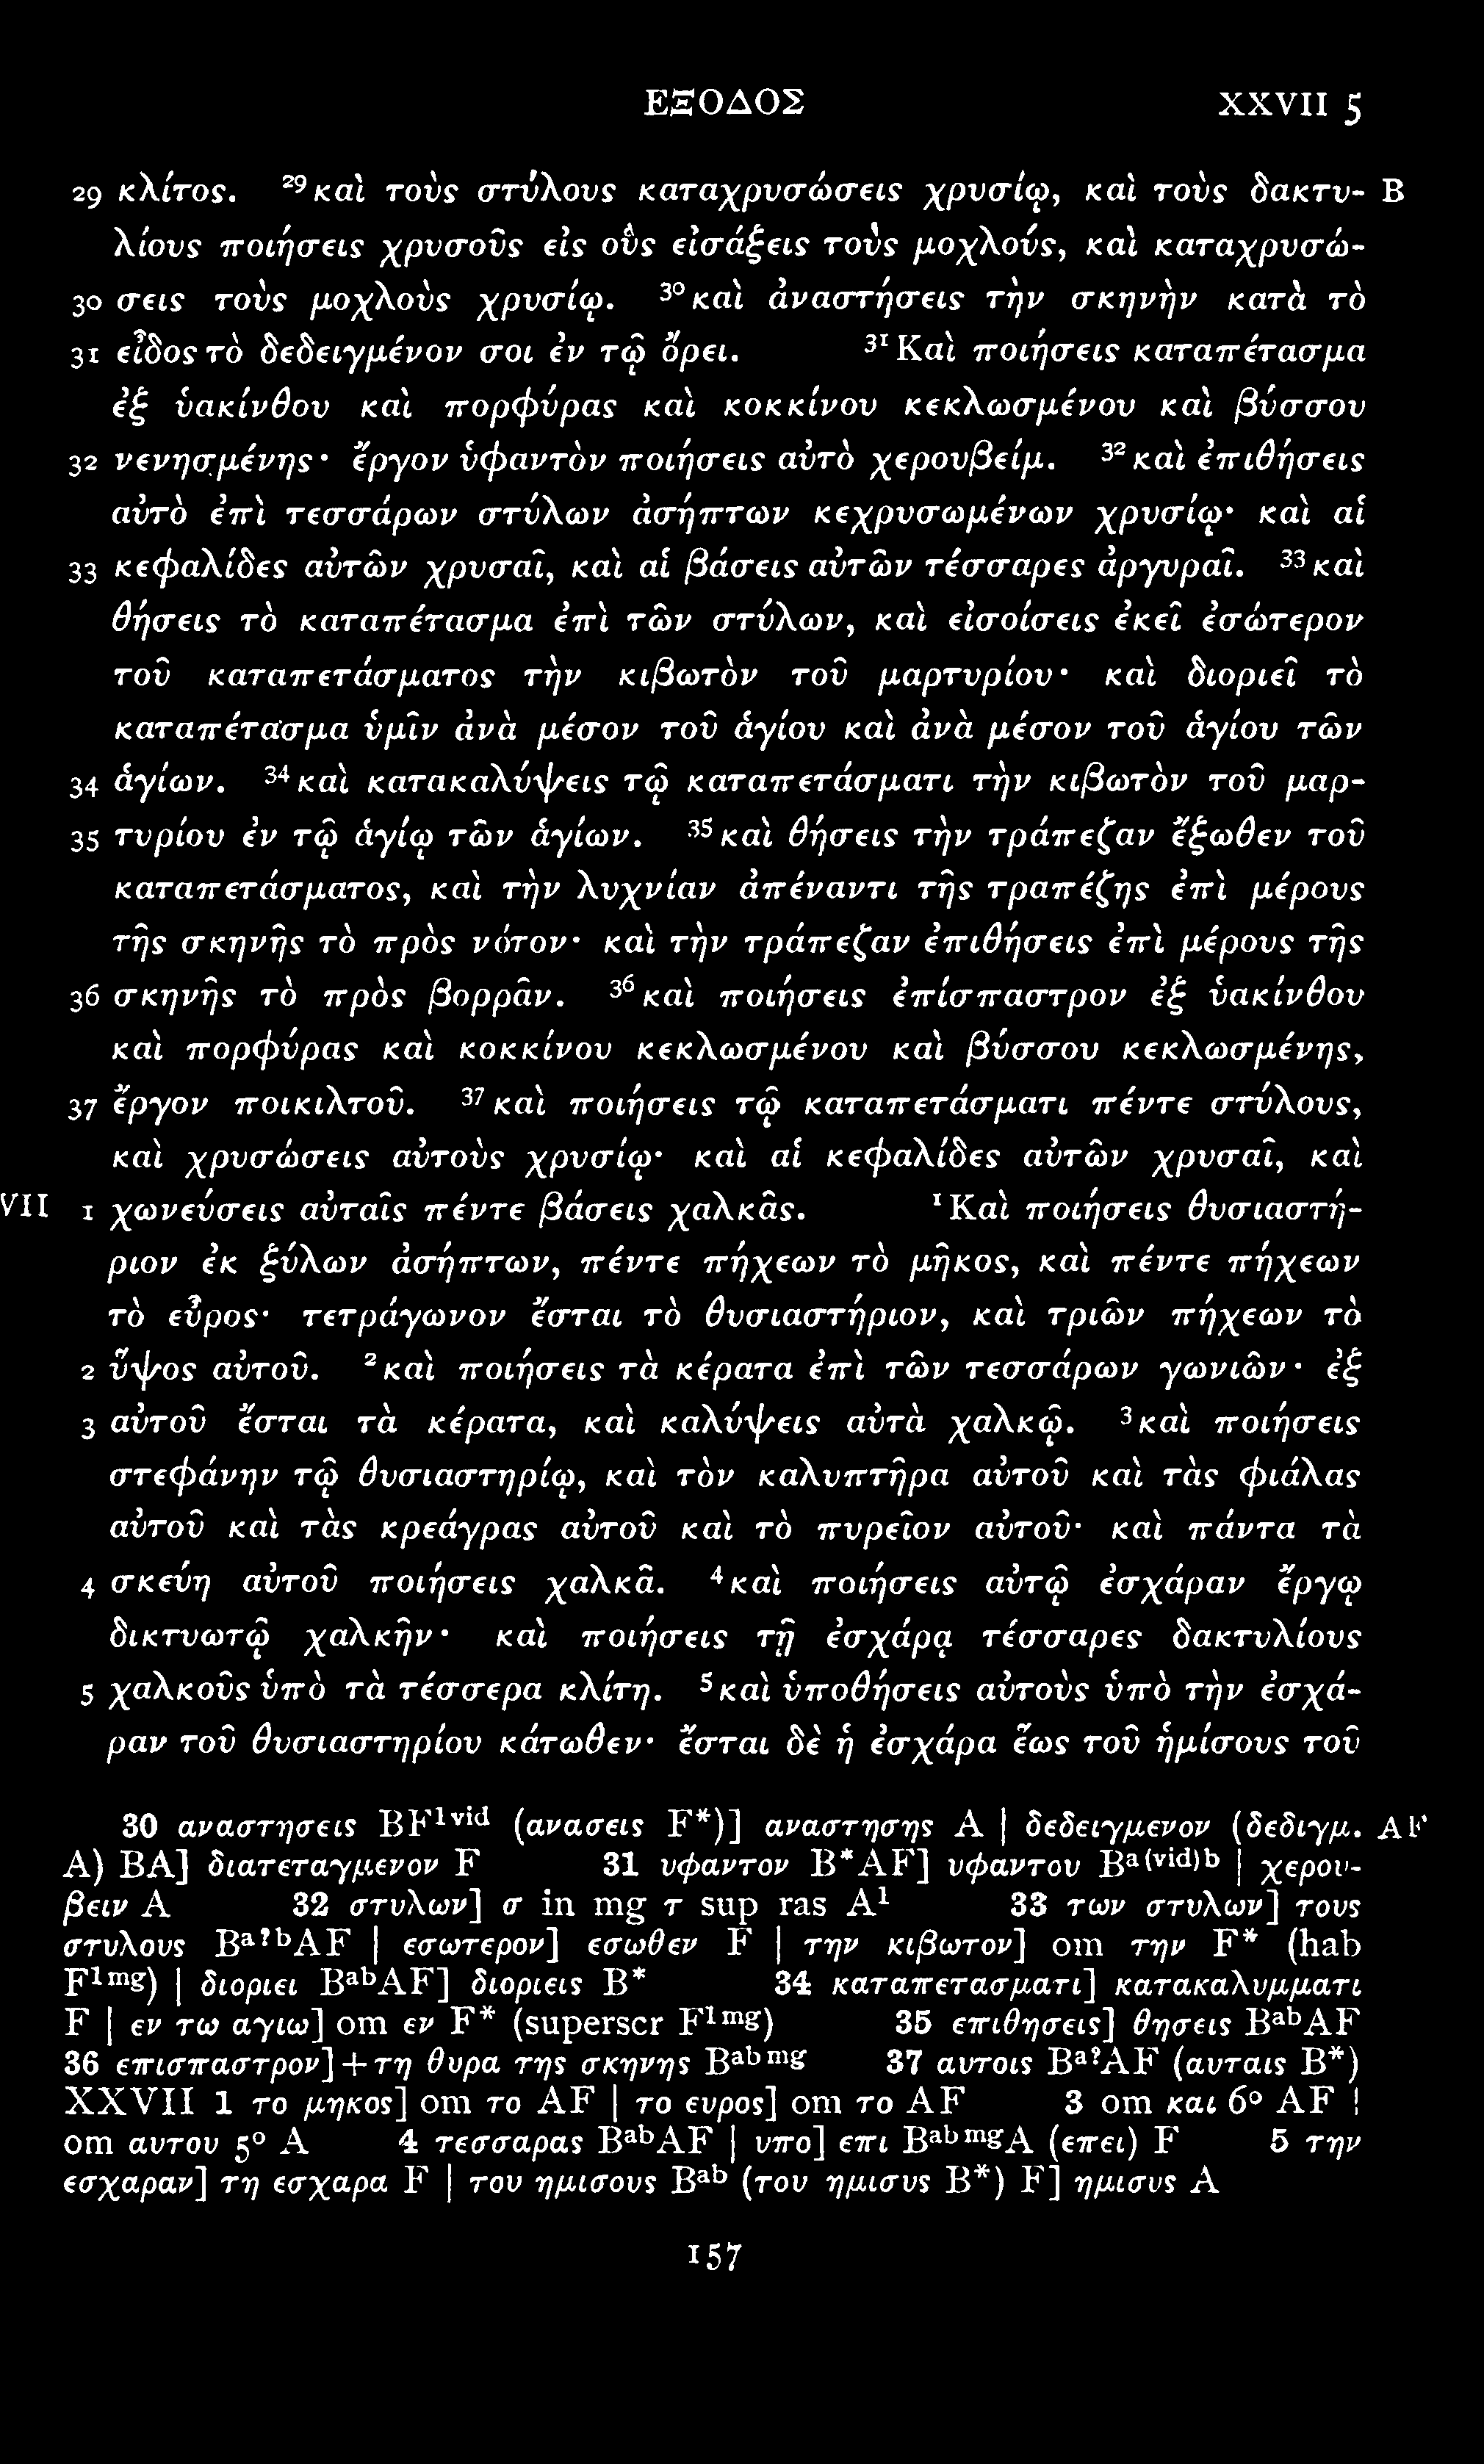 ΕΞΟΔΟΣ XXVII 5
29 κλίτος. ²⁹καὶ τοὺς στύλους καταχρυσώσεις χρυσίῳ, καὶ τοὺς δακτυ- B
λίους ποιήσεις χρυσοῦς εἰς οὓς εἰσάξεις τοὺς μοχλούς, καὶ καταχρυσώ-
30 σεις τοὺς μοχλοὺς χρυσίῳ. ³⁰καὶ ἀναστήσεις τὴν σκηνὴν κατὰ τὸ
31 εἶδος τὸ δεδειγμένον σοι ἐν τῷ ὄρει. ³¹Καὶ ποιήσεις καταπέτασμα
ἐξ ὑακίνθου καὶ πορφύρας καὶ κοκκίνου κεκλωσμένου καὶ βύσσου
32 νενησμένης· ἔργον ὑφαντὸν ποιήσεις αὐτὸ χερουβείμ. ³²καὶ ἐπιθήσεις
αὐτὸ ἐπὶ τεσσάρων στύλων ἀσήπτων κεχρυσωμένων χρυσίῳ· καὶ αἱ
33 κεφαλίδες αὐτῶν χρυσαῖ, καὶ αἱ βάσεις αὐτῶν τέσσαρες ἀργυραῖ. ³³καὶ
θήσεις τὸ καταπέτασμα ἐπὶ τῶν στύλων, καὶ εἰσοίσεις ἐκεῖ ἐσώτερον
τοῦ καταπετάσματος τὴν κιβωτὸν τοῦ μαρτυρίου· καὶ διοριεῖ τὸ
καταπέτασμα ὑμῖν ἀνὰ μέσον τοῦ ἁγίου καὶ ἀνὰ μέσον τοῦ ἁγίου τῶν
34 ἁγίων. ³⁴καὶ κατακαλύψεις τῷ καταπετάσματι τὴν κιβωτὸν τοῦ μαρ-
35 τυρίου ἐν τῷ ἁγίῳ τῶν ἁγίων. ³⁵καὶ θήσεις τὴν τράπεζαν ἔξωθεν τοῦ
καταπετάσματος, καὶ τὴν λυχνίαν ἀπέναντι τῆς τραπέζης ἐπὶ μέρους
τῆς σκηνῆς τὸ πρὸς νότον· καὶ τὴν τράπεζαν ἐπιθήσεις ἐπὶ μέρους τῆς
36 σκηνῆς τὸ πρὸς βορρᾶν. ³⁶καὶ ποιήσεις ἐπίσπαστρον ἐξ ὑακίνθου
καὶ πορφύρας καὶ κοκκίνου κεκλωσμένου καὶ βύσσου κεκλωσμένης,
37 ἔργον ποικιλτοῦ. ³⁷καὶ ποιήσεις τῷ καταπετάσματι πέντε στύλους,
καὶ χρυσώσεις αὐτοὺς χρυσίῳ· καὶ αἱ κεφαλίδες αὐτῶν χρυσαῖ, καὶ
VII 1 χωνεύσεις αὐταῖς πέντε βάσεις χαλκᾶς. ¹Καὶ ποιήσεις θυσιαστή-
ριον ἐκ ξύλων ἀσήπτων, πέντε πήχεων τὸ μῆκος, καὶ πέντε πήχεων
τὸ εὖρος· τετράγωνον ἔσται τὸ θυσιαστήριον, καὶ τριῶν πήχεων τὸ
2 ὕψος αὐτοῦ. ²καὶ ποιήσεις τὰ κέρατα ἐπὶ τῶν τεσσάρων γωνιῶν· ἐξ
3 αὐτοῦ ἔσται τὰ κέρατα, καὶ καλύψεις αὐτὰ χαλκῷ. ³καὶ ποιήσεις
στεφάνην τῷ θυσιαστηρίῳ, καὶ τὸν καλυπτῆρα αὐτοῦ καὶ τὰς φιάλας
αὐτοῦ καὶ τὰς κρεάγρας αὐτοῦ καὶ τὸ πυρεῖον αὐτοῦ· καὶ πάντα τὰ
4 σκεύη αὐτοῦ ποιήσεις χαλκᾶ. ⁴καὶ ποιήσεις αὐτῷ ἐσχάραν ἔργῳ
δικτυωτῷ χαλκῆν· καὶ ποιήσεις τῇ ἐσχάρᾳ τέσσαρες δακτυλίους
5 χαλκοῦς ὑπὸ τὰ τέσσερα κλίτη. ⁵καὶ ὑποθήσεις αὐτοὺς ὑπὸ τὴν ἐσχά-
ραν τοῦ θυσιαστηρίου κάτωθεν· ἔσται δὲ ἡ ἐσχάρα ἕως τοῦ ἡμίσους τοῦ
30 αναστησεις BF¹ᵛⁱᵈ (ανασεις F*)] αναστησης A | δεδειγμενον (δεδιγμ. AF
A) BA] διατεταγμενον F 31 υφαντον B*AF] υφαντου Bᵃ⁽ᵛⁱᵈ⁾ᵇ | χερου-
βειν A 32 στυλων] σ in mg τ sup ras A¹ 33 των στυλων] τους
στυλους Bᵃ?ᵇAF | εσωτερον] εσωθεν F | την κιβωτον] om την F* (hab
F¹ᵐᵍ) | διοριει BᵃᵇAF] διοριεις B* 34 καταπετασματι] κατακαλυμματι
F | εν τω αγιω] om εν F* (superscr F¹ᵐᵍ) 35 επιθησεις] θησεις BᵃᵇAF
36 επισπαστρον]+τη θυρα της σκηνης Bᵃᵇᵐᵍ 37 αυτοις Bᵃ?AF (αυταις B*)
XXVII 1 το μηκος] om το AF | το ευρος] om το AF 3 om και 6º AF |
om αυτου 5º A 4 τεσσαρας BᵃᵇAF | υπο] επι BᵃᵇᵐᵍA (επει) F 5 την
εσχαραν] τη εσχαρα F | του ημισους Bᵃᵇ (του ημισυς B*) F] ημισυς A
157